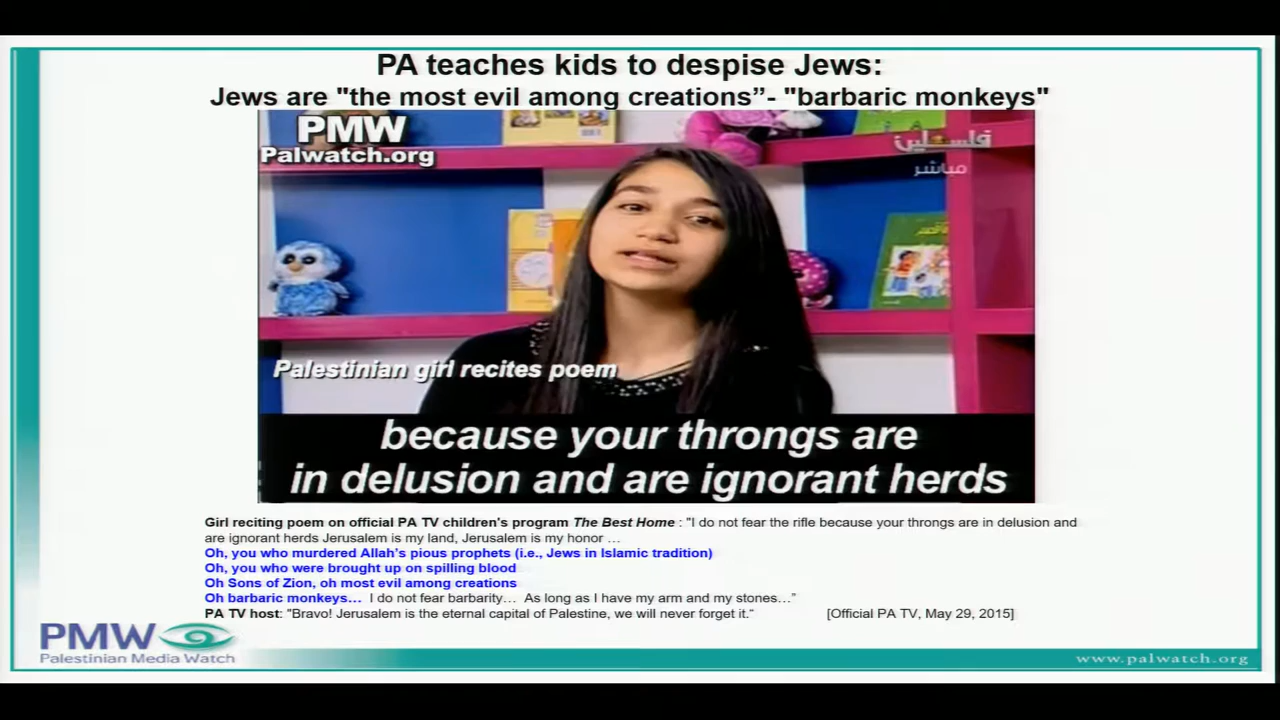 PA teaches kids to despise Jews:
Jews are "the most evil among creations”- "barbaric monkeys"
PMW
Palwatch.org
فلسطين
مباشر
Palestinian girl recites poem
because your throngs are
in delusion and are ignorant herds
Girl reciting poem on official PA TV children's program The Best Home : "I do not fear the rifle because your throngs are in delusion and
are ignorant herds Jerusalem is my land, Jerusalem is my honor …
Oh, you who murdered Allah’s pious prophets (i.e., Jews in Islamic tradition)
Oh, you who were brought up on spilling blood
Oh Sons of Zion, oh most evil among creations
Oh barbaric monkeys… I do not fear barbarity… As long as I have my arm and my stones…”
PA TV host: "Bravo! Jerusalem is the eternal capital of Palestine, we will never forget it.“ [Official PA TV, May 29, 2015]
PMW
Palestinian Media Watch
www.palwatch.org